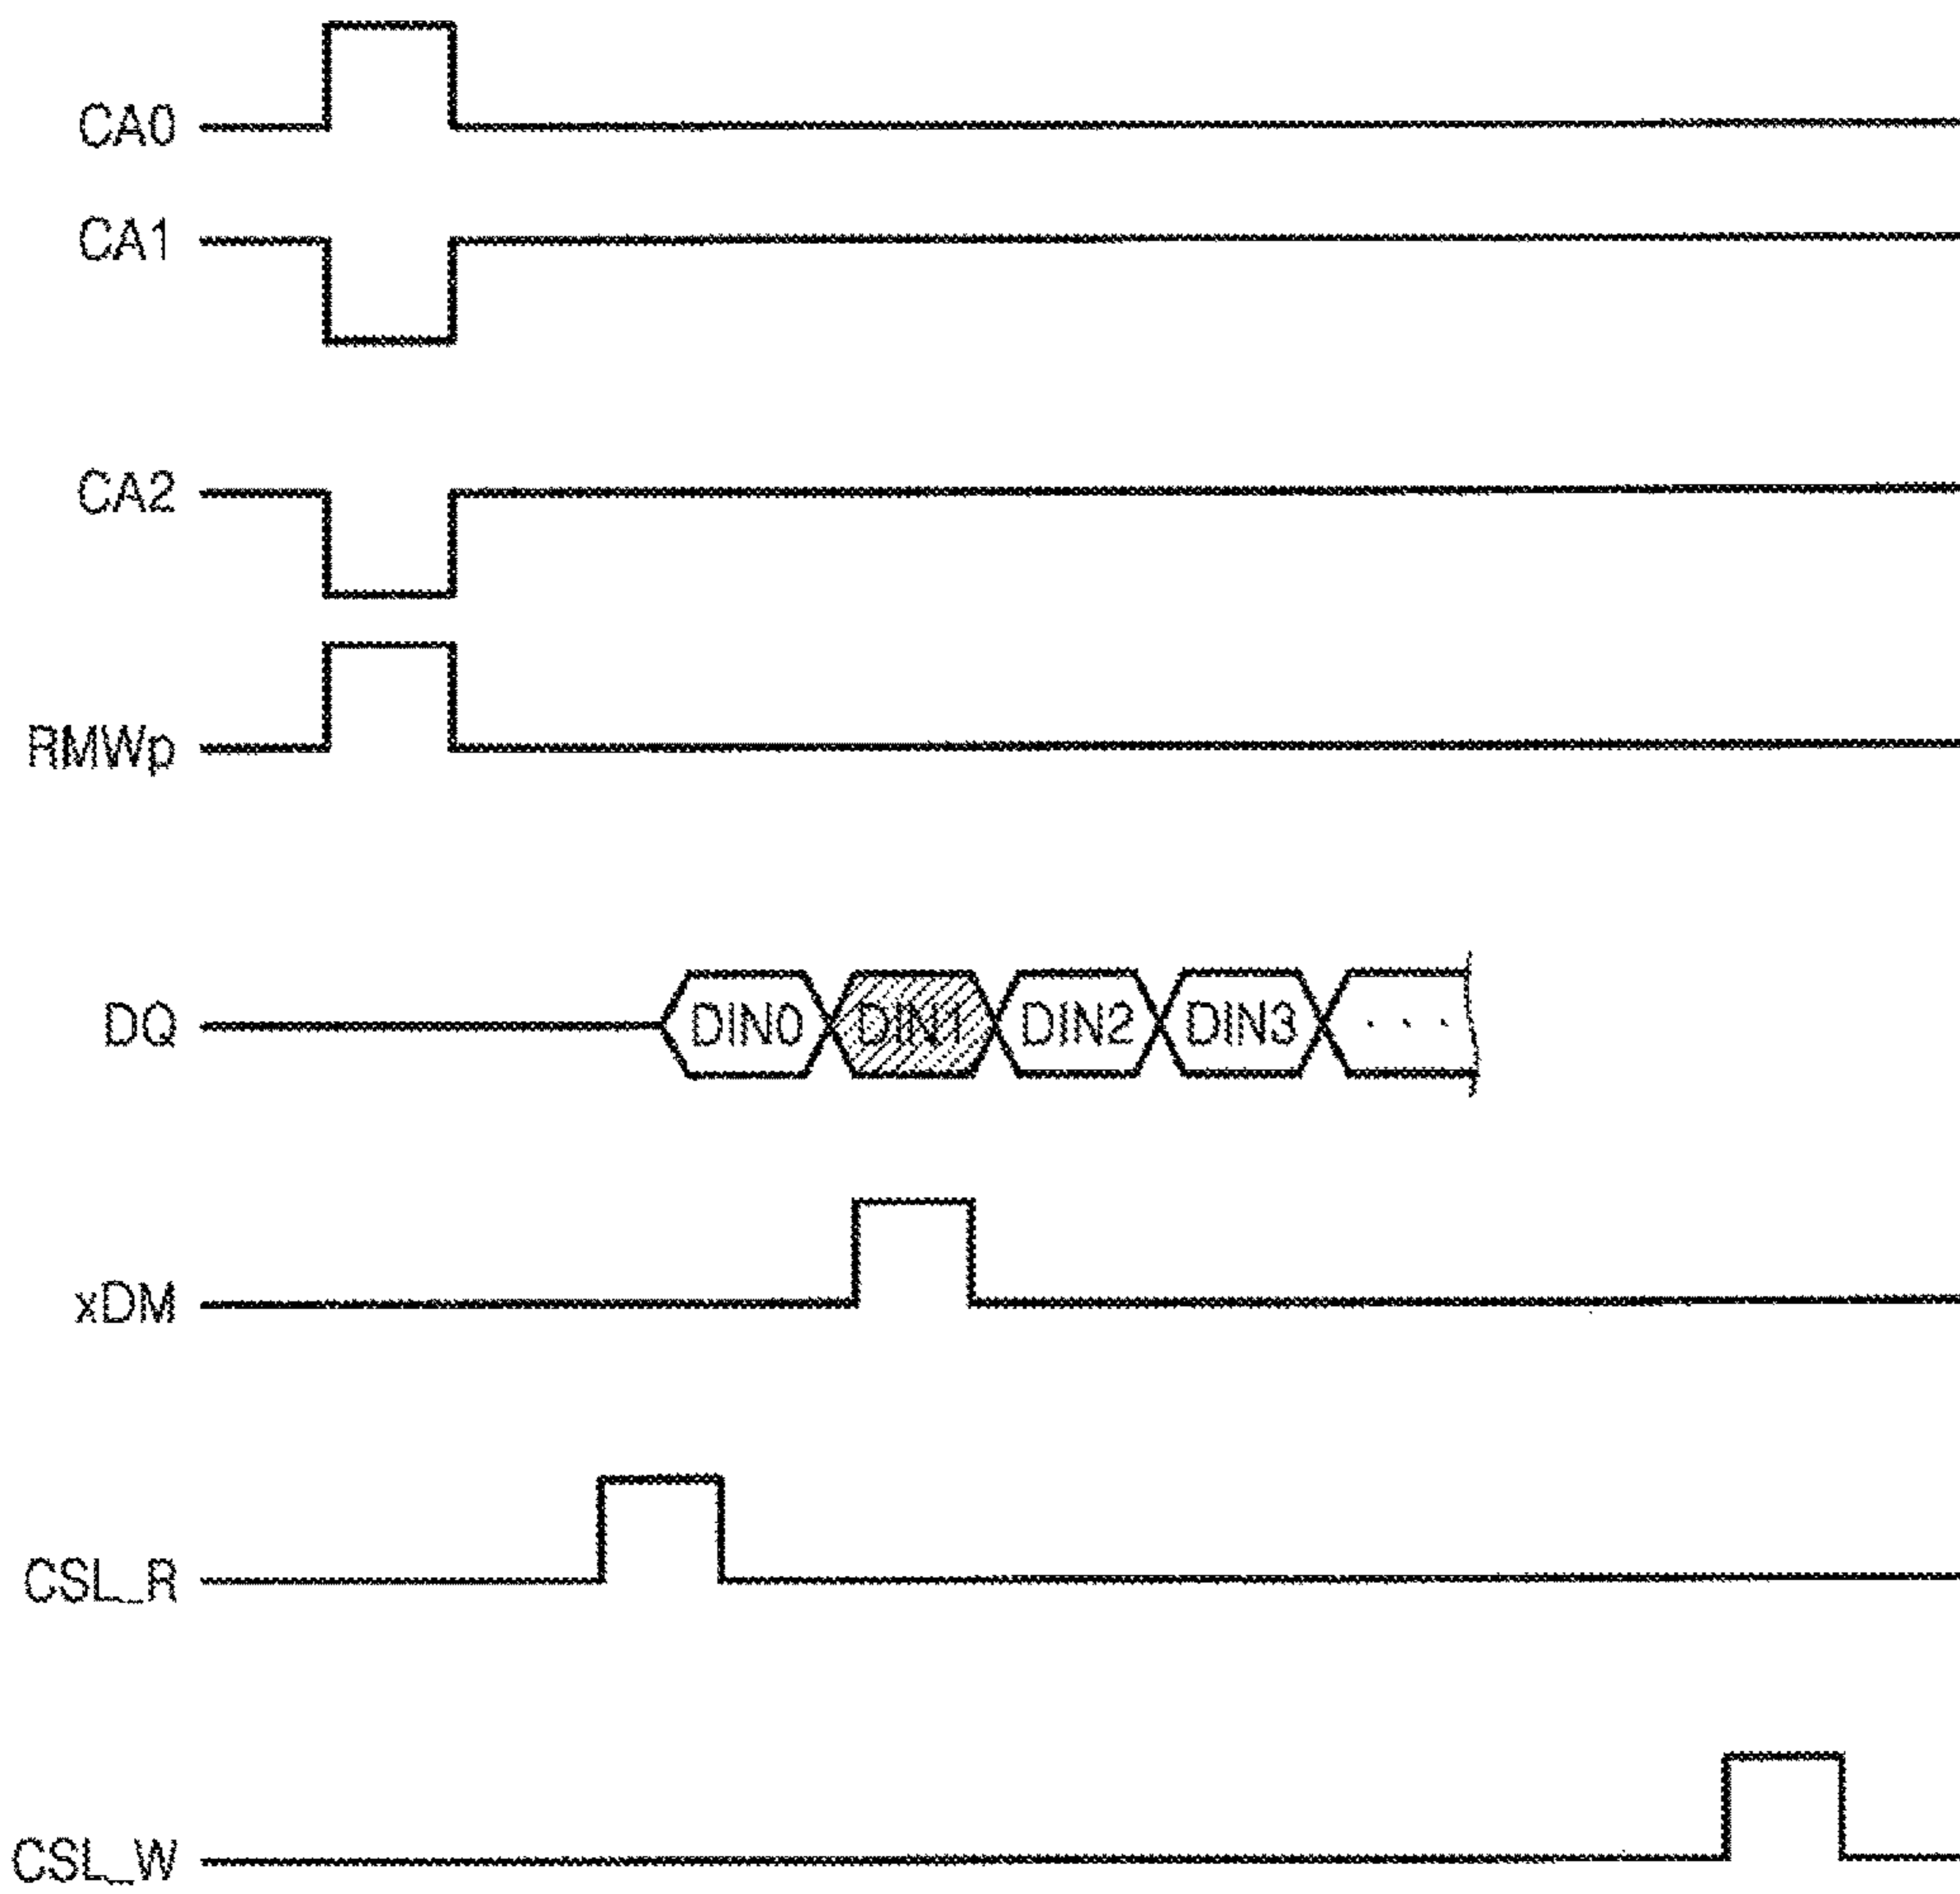 CA0
CA1
CA2
RMWp
DQ DIN0 DIN1 DIN2 DIN3 . . .
xDM
CSL_R
CSL_W